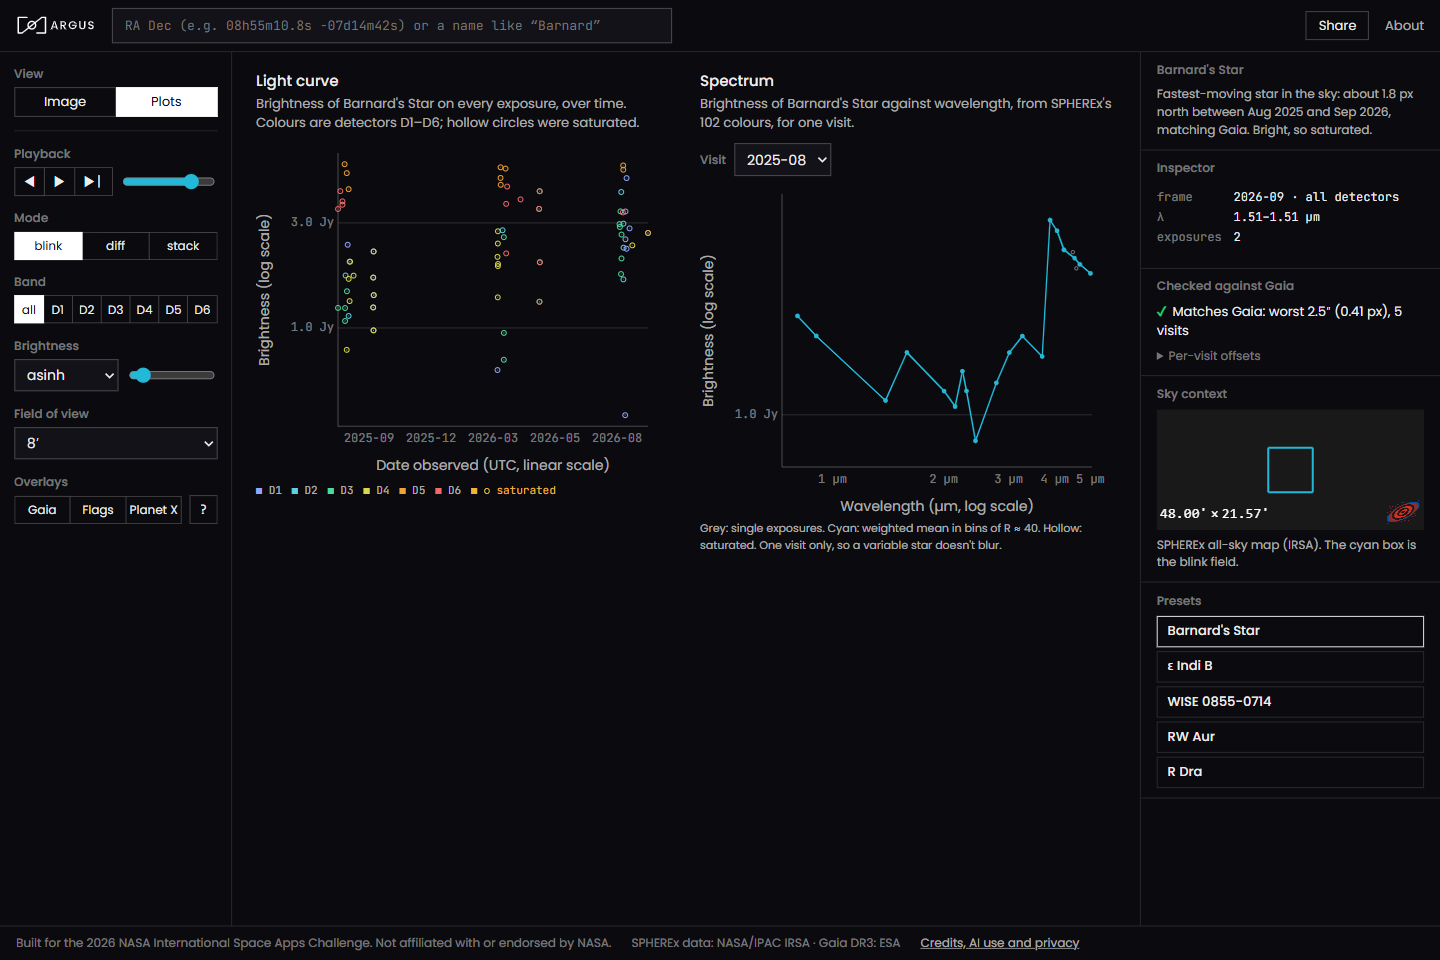 ARGUS
RA Dec (e.g. 08h55m10.8s -07d14m42s) or a name like “Barnard”
Share
About
View
Image
Plots
Playback
Mode
blink
diff
stack
Band
all
D1
D2
D3
D4
D5
D6
Brightness
asinh
Field of view
8′
Overlays
Gaia
Flags
Planet X
?
Light curve
Brightness of Barnard's Star on every exposure, over time.
Colours are detectors D1–D6; hollow circles were saturated.
Brightness (log scale)
3.0 Jy
1.0 Jy
2025-09
2025-12
2026-03
2026-05
2026-08
Date observed (UTC, linear scale)
D1
D2
D3
D4
D5
D6
saturated
Spectrum
Brightness of Barnard's Star against wavelength, from SPHEREx's
102 colours, for one visit.
Visit
2025-08
Brightness (log scale)
1.0 Jy
1 µm
2 µm
3 µm
4 µm
5 µm
Wavelength (µm, log scale)
Grey: single exposures. Cyan: weighted mean in bins of R ≈ 40. Hollow:
saturated. One visit only, so a variable star doesn't blur.
Barnard's Star
Fastest-moving star in the sky: about 1.8 px
north between Aug 2025 and Sep 2026,
matching Gaia. Bright, so saturated.
Inspector
frame 2026-09 · all detectors
λ 1.51–1.51 µm
exposures 2
Checked against Gaia
✓ Matches Gaia: worst 2.5″ (0.41 px), 5
visits
▶ Per-visit offsets
Sky context
48.00' × 21.57'
SPHEREx all-sky map (IRSA). The cyan box is
the blink field.
Presets
Barnard's Star
ε Indi B
WISE 0855-0714
RW Aur
R Dra
Built for the 2026 NASA International Space Apps Challenge. Not affiliated with or endorsed by NASA.
SPHEREx data: NASA/IPAC IRSA · Gaia DR3: ESA
Credits, AI use and privacy